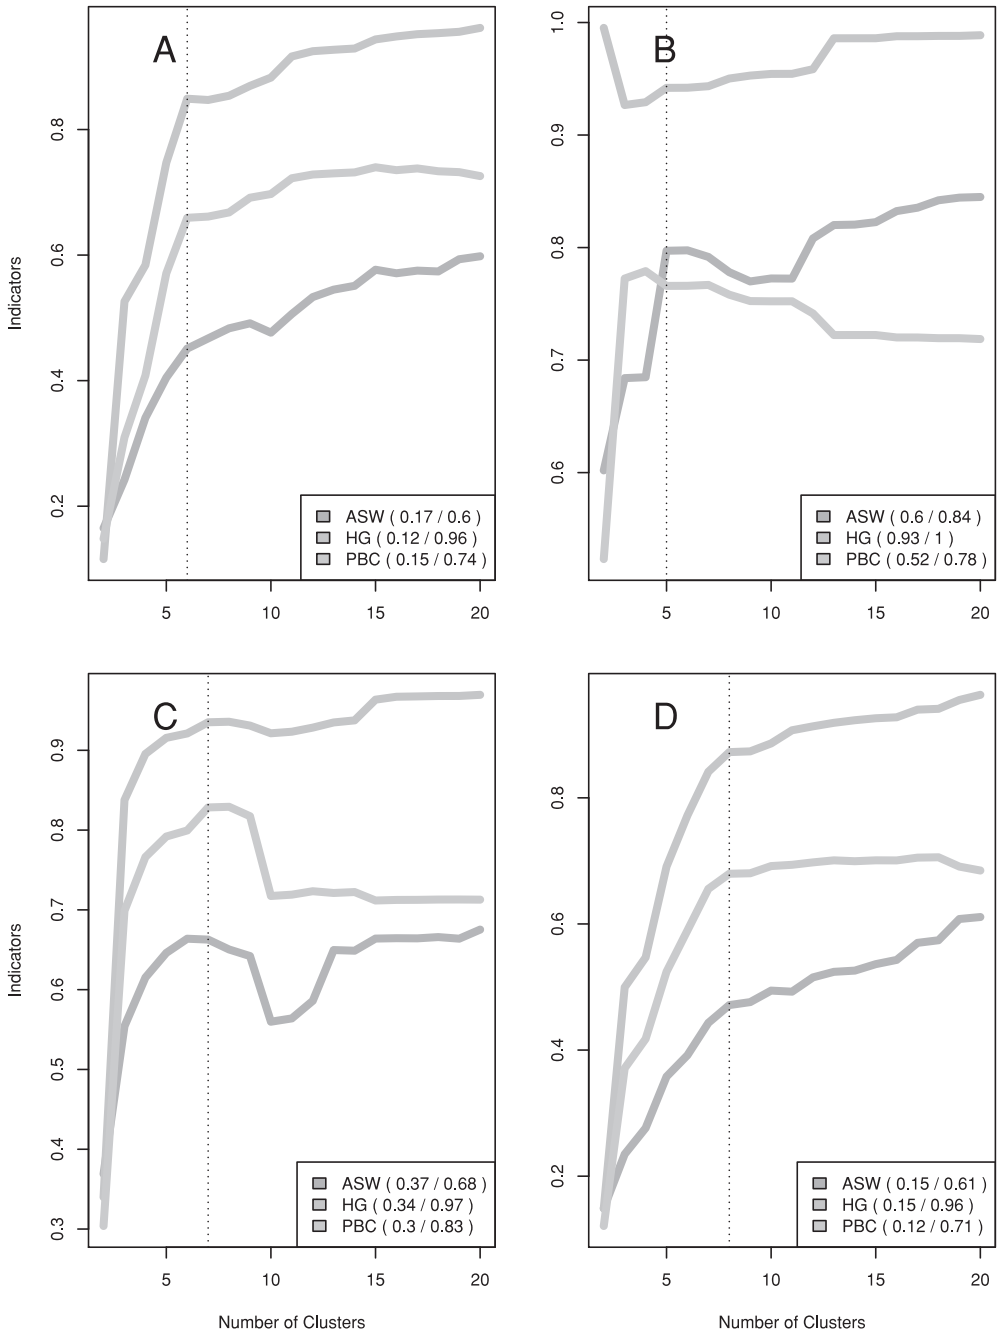 A
B
Indicators
0.2
0.4
0.6
0.8
0.6
0.7
0.8
0.9
1.0
ASW ( 0.17 / 0.6 )
HG ( 0.12 / 0.96 )
PBC ( 0.15 / 0.74 )
ASW ( 0.6 / 0.84 )
HG ( 0.93 / 1 )
PBC ( 0.52 / 0.78 )
5 10 15 20
5 10 15 20
C
D
Indicators
0.3
0.4
0.5
0.6
0.7
0.8
0.9
0.2
0.4
0.6
0.8
ASW ( 0.37 / 0.68 )
HG ( 0.34 / 0.97 )
PBC ( 0.3 / 0.83 )
ASW ( 0.15 / 0.61 )
HG ( 0.15 / 0.96 )
PBC ( 0.12 / 0.71 )
5 10 15 20
5 10 15 20
Number of Clusters
Number of Clusters